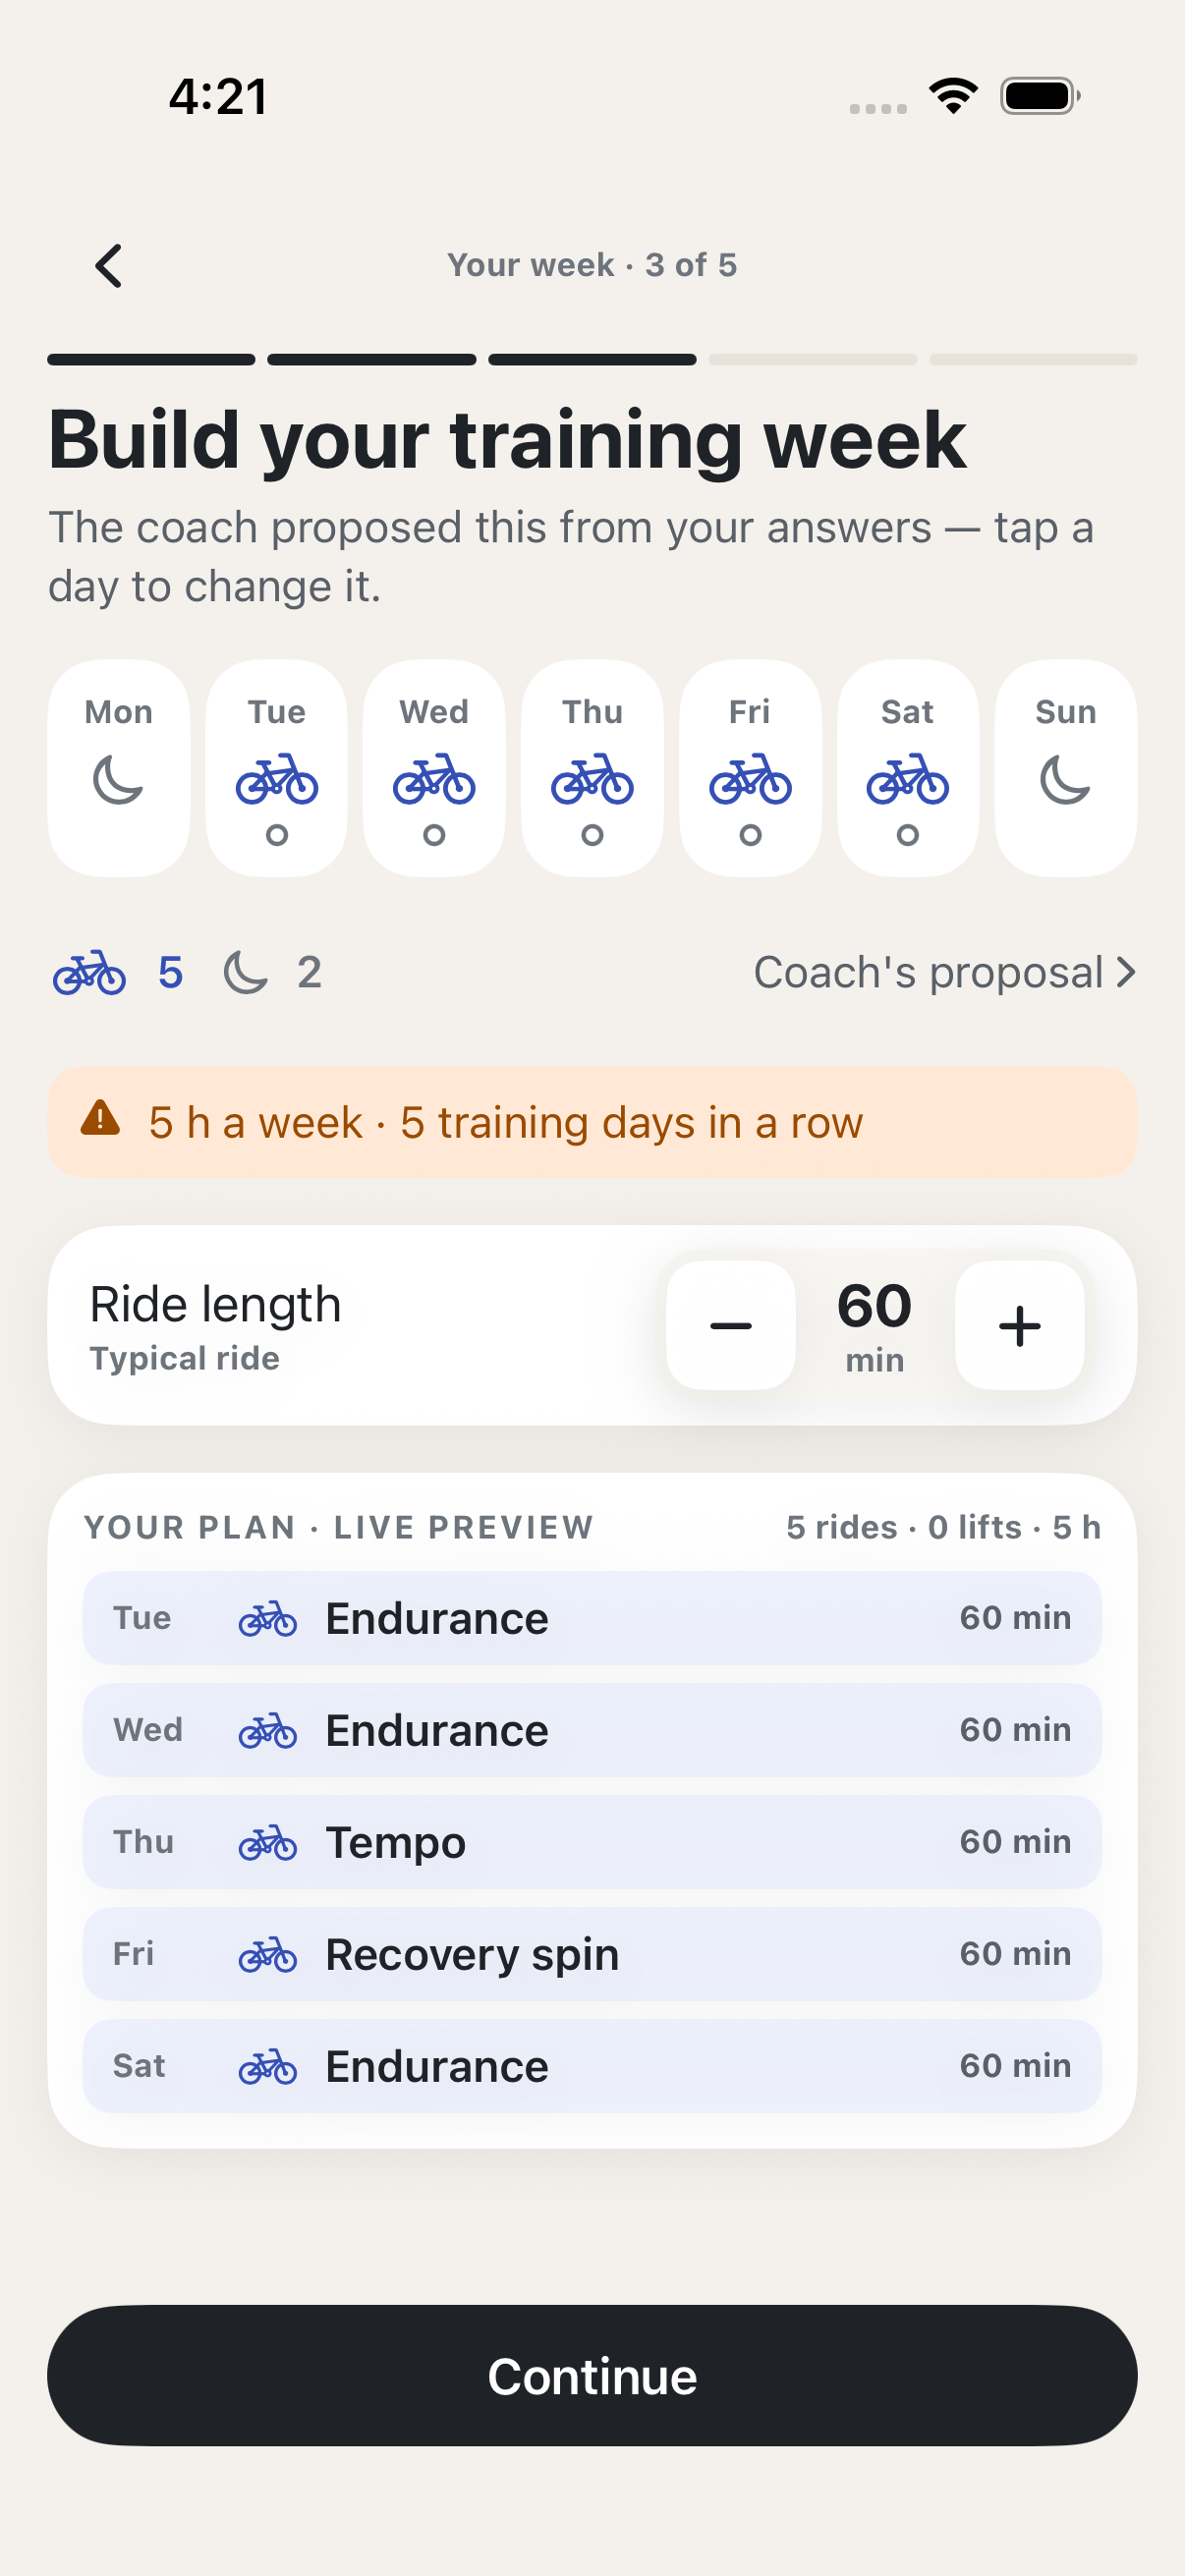 4:21
Your week · 3 of 5
Build your training week
The coach proposed this from your answers — tap a
day to change it.
Mon Tue Wed Thu Fri Sat Sun
5 2 Coach's proposal
5 h a week · 5 training days in a row
Ride length
Typical ride
60
min
YOUR PLAN · LIVE PREVIEW 5 rides · 0 lifts · 5 h
Tue Endurance 60 min
Wed Endurance 60 min
Thu Tempo 60 min
Fri Recovery spin 60 min
Sat Endurance 60 min
Continue